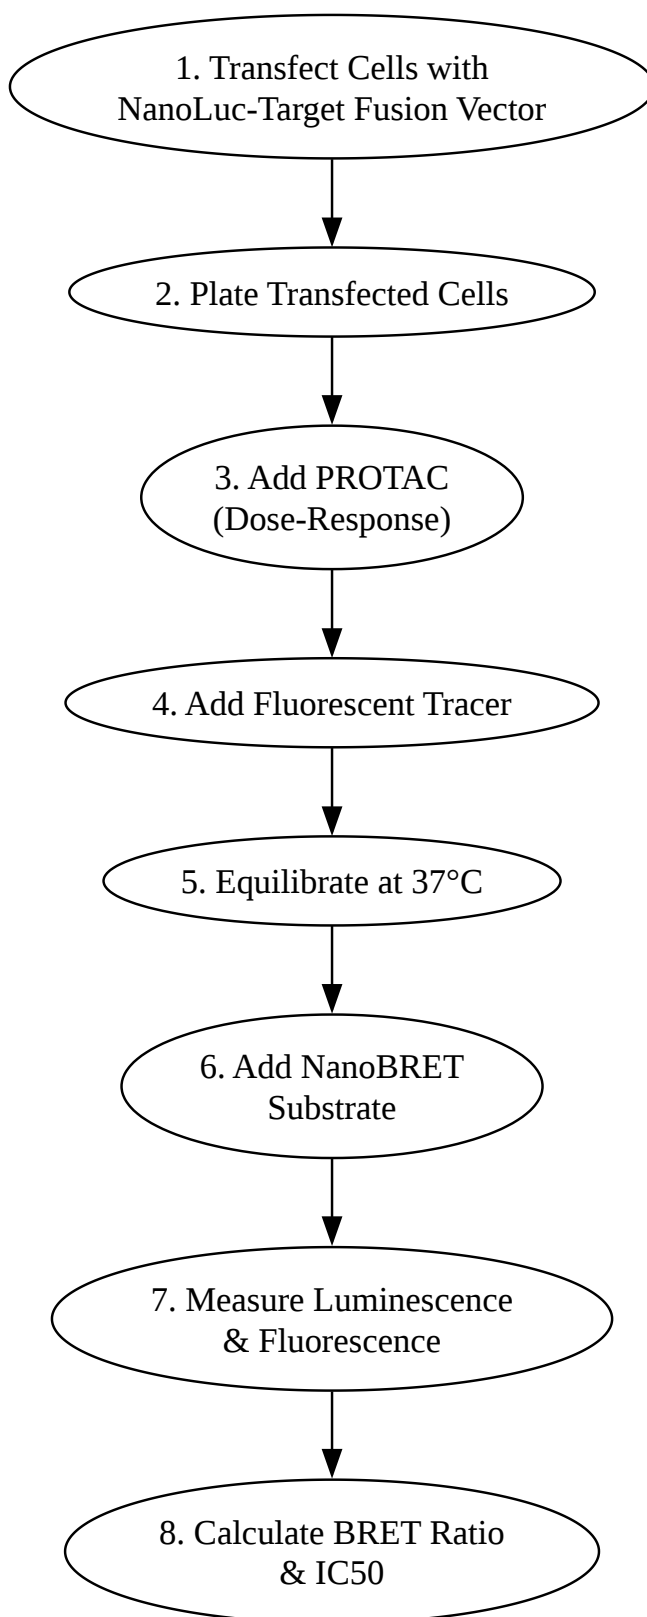 1. Transfect Cells with
NanoLuc-Target Fusion Vector
2. Plate Transfected Cells
3. Add PROTAC
(Dose-Response)
4. Add Fluorescent Tracer
5. Equilibrate at 37°C
6. Add NanoBRET
Substrate
7. Measure Luminescence
& Fluorescence
8. Calculate BRET Ratio
& IC50